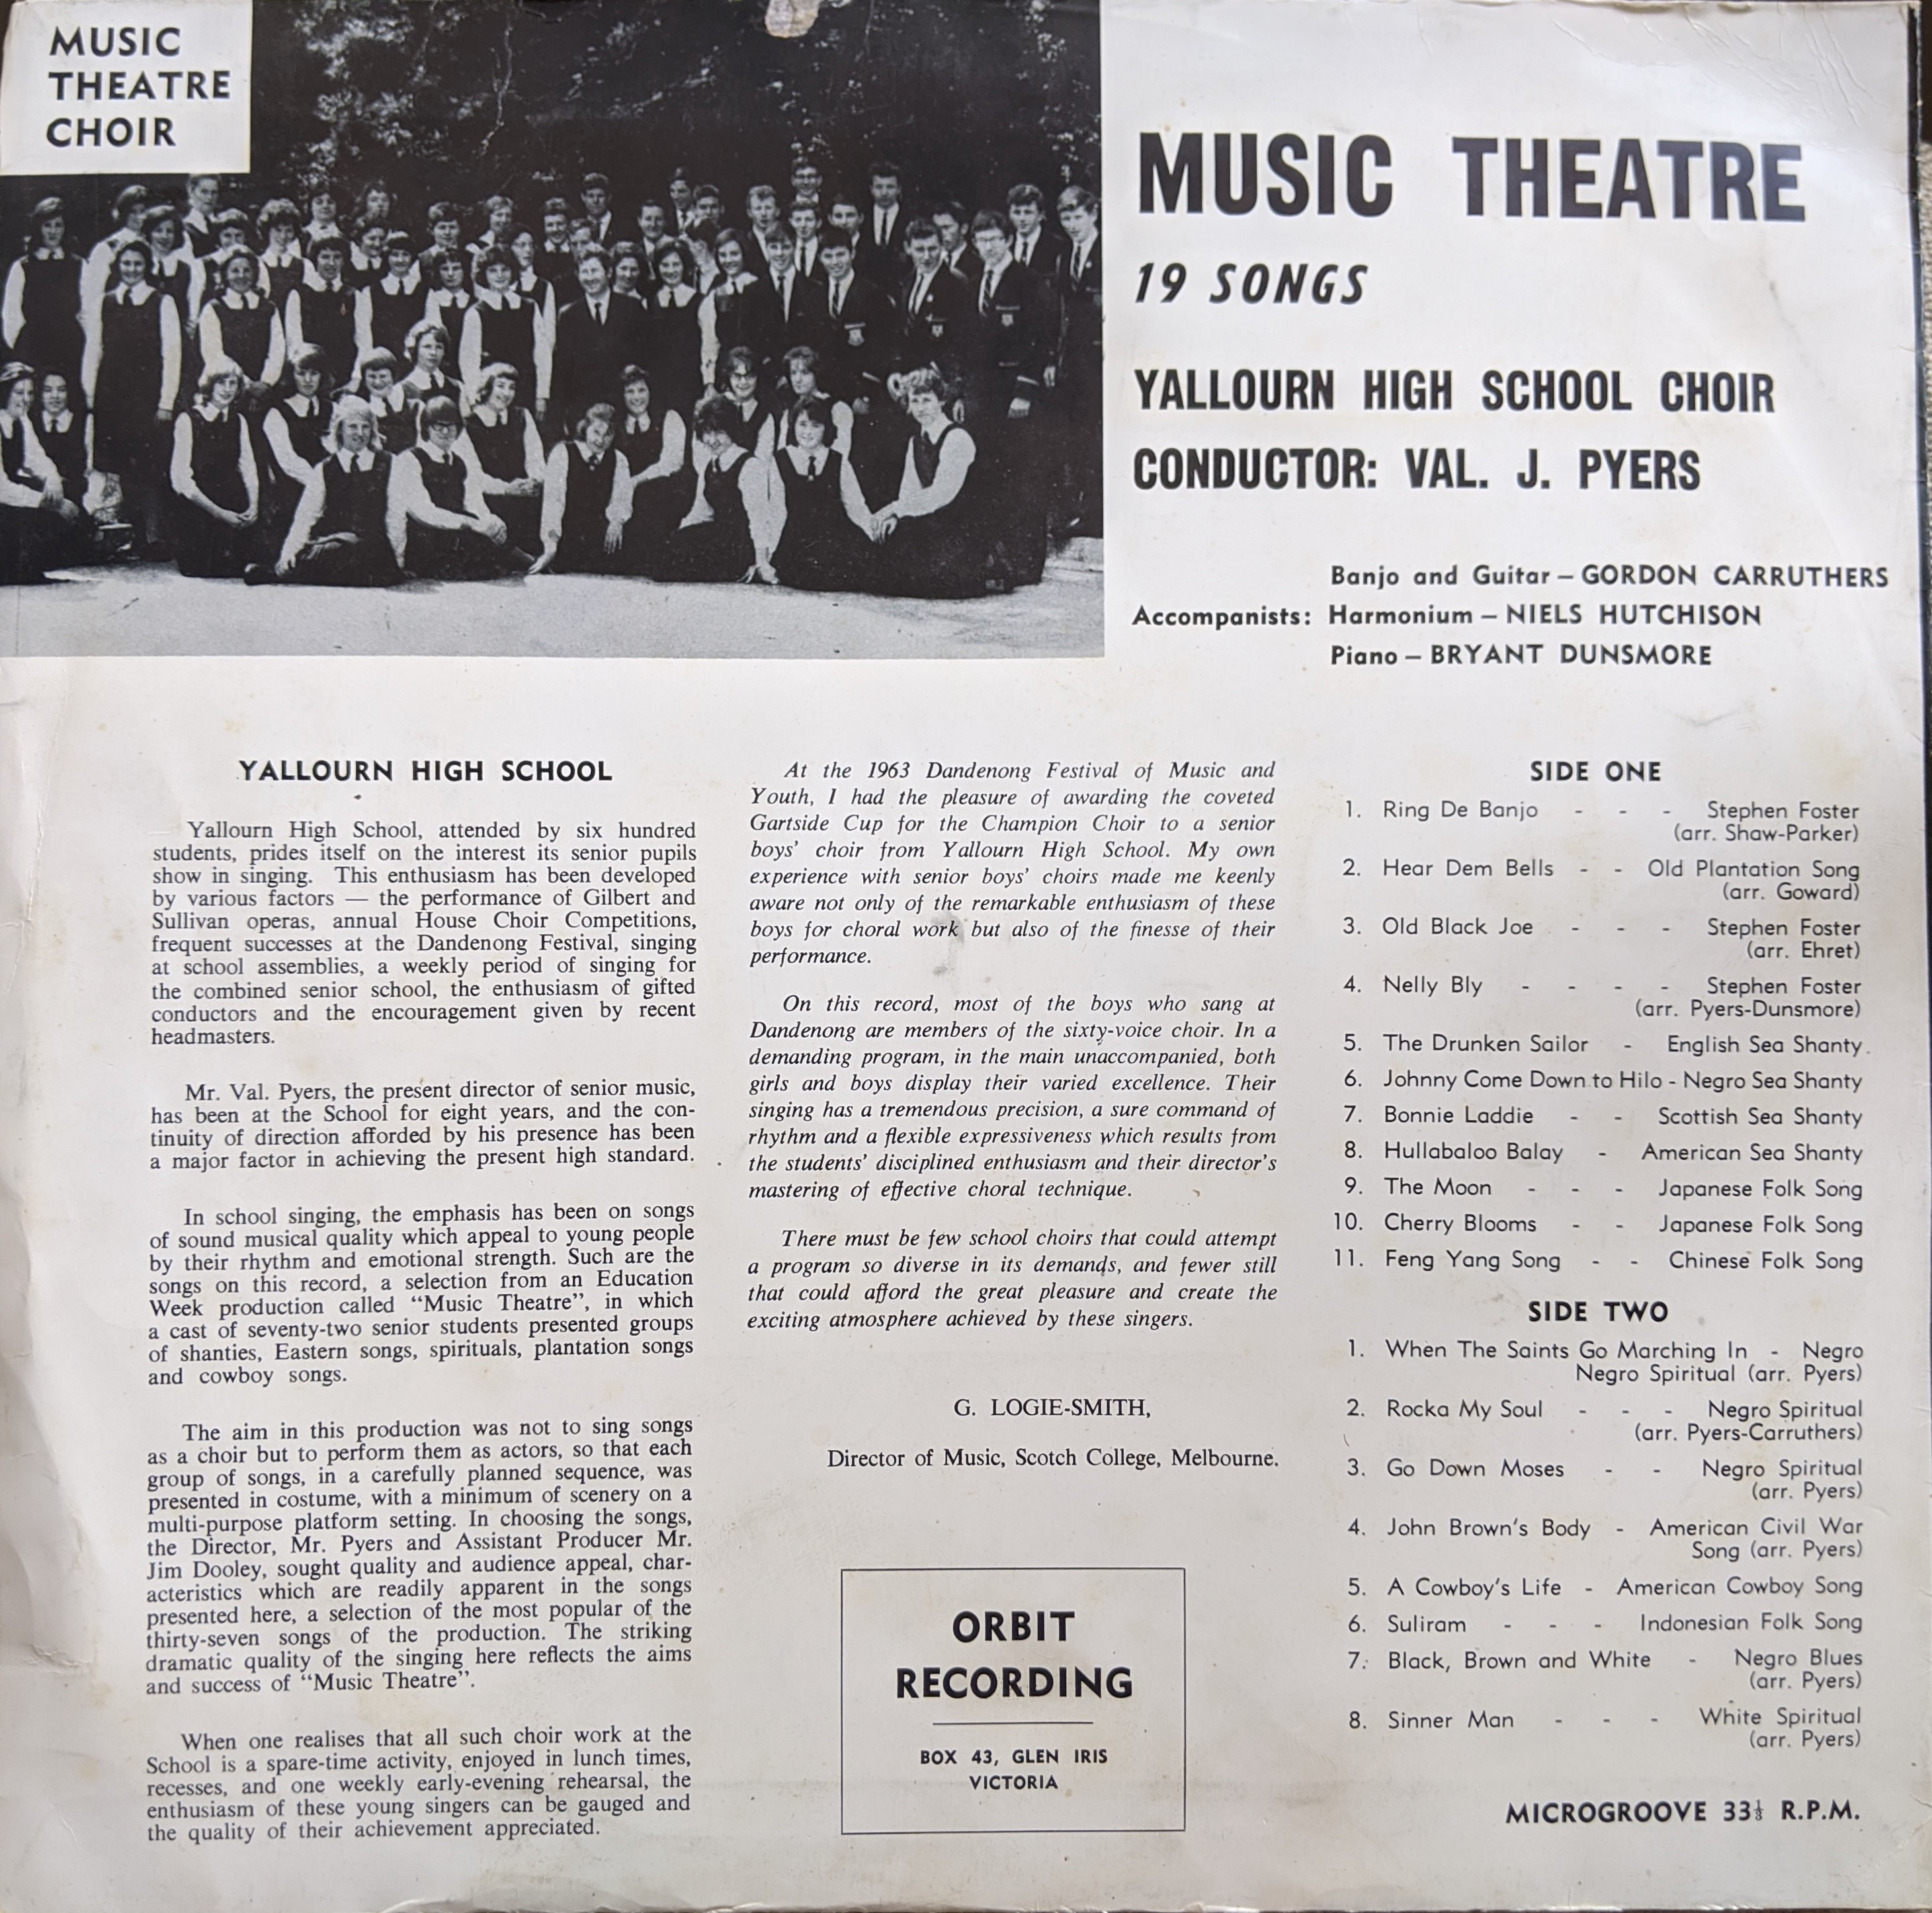 MUSIC
THEATRE
CHOIR
MUSIC THEATRE
19 SONGS
YALLOURN HIGH SCHOOL CHOIR
CONDUCTOR: VAL. J. PYERS
Banjo and Guitar – GORDON CARRUTHERS
Accompanists: Harmonium – NIELS HUTCHISON
Piano – BRYANT DUNSMORE
YALLOURN HIGH SCHOOL
Yallourn High School, attended by six hundred
students, prides itself on the interest its senior pupils
show in singing. This enthusiasm has been developed
by various factors — the performance of Gilbert and
Sullivan operas, annual House Choir Competitions,
frequent successes at the Dandenong Festival, singing
at school assemblies, a weekly period of singing for
the combined senior school, the enthusiasm of gifted
conductors and the encouragement given by recent
headmasters.
Mr. Val. Pyers, the present director of senior music,
has been at the School for eight years, and the con-
tinuity of direction afforded by his presence has been
a major factor in achieving the present high standard.
In school singing, the emphasis has been on songs
of sound musical quality which appeal to young people
by their rhythm and emotional strength. Such are the
songs on this record, a selection from an Education
Week production called “Music Theatre”, in which
a cast of seventy-two senior students presented groups
of shanties, Eastern songs, spirituals, plantation songs
and cowboy songs.
The aim in this production was not to sing songs
as a choir but to perform them as actors, so that each
group of songs, in a carefully planned sequence, was
presented in costume, with a minimum of scenery on a
multi-purpose platform setting. In choosing the songs,
the Director, Mr. Pyers and Assistant Producer Mr.
Jim Dooley, sought quality and audience appeal, char-
acteristics which are readily apparent in the songs
presented here, a selection of the most popular of the
thirty-seven songs of the production. The striking
dramatic quality of the singing here reflects the aims
and success of “Music Theatre”.
When one realises that all such choir work at the
School is a spare-time activity, enjoyed in lunch times,
recesses, and one weekly early-evening rehearsal, the
enthusiasm of these young singers can be gauged and
the quality of their achievement appreciated.
At the 1963 Dandenong Festival of Music and
Youth, I had the pleasure of awarding the coveted
Gartside Cup for the Champion Choir to a senior
boys’ choir from Yallourn High School. My own
experience with senior boys’ choirs made me keenly
aware not only of the remarkable enthusiasm of these
boys for choral work but also of the finesse of their
performance.
On this record, most of the boys who sang at
Dandenong are members of the sixty-voice choir. In a
demanding program, in the main unaccompanied, both
girls and boys display their varied excellence. Their
singing has a tremendous precision, a sure command of
rhythm and a flexible expressiveness which results from
the students’ disciplined enthusiasm and their director’s
mastering of effective choral technique.
There must be few school choirs that could attempt
a program so diverse in its demands, and fewer still
that could afford the great pleasure and create the
exciting atmosphere achieved by these singers.
G. LOGIE-SMITH,
Director of Music, Scotch College, Melbourne.
ORBIT
RECORDING
BOX 43, GLEN IRIS
VICTORIA
SIDE ONE
1. Ring De Banjo - - - Stephen Foster
(arr. Shaw-Parker)
2. Hear Dem Bells - - Old Plantation Song
(arr. Goward)
3. Old Black Joe - - - Stephen Foster
(arr. Ehret)
4. Nelly Bly - - - - Stephen Foster
(arr. Pyers-Dunsmore)
5. The Drunken Sailor - English Sea Shanty
6. Johnny Come Down to Hilo - Negro Sea Shanty
7. Bonnie Laddie - - Scottish Sea Shanty
8. Hullabaloo Balay - American Sea Shanty
9. The Moon - - - Japanese Folk Song
10. Cherry Blooms - - Japanese Folk Song
11. Feng Yang Song - - Chinese Folk Song
SIDE TWO
1. When The Saints Go Marching In - Negro
Negro Spiritual (arr. Pyers)
2. Rocka My Soul - - - Negro Spiritual
(arr. Pyers-Carruthers)
3. Go Down Moses - - Negro Spiritual
(arr. Pyers)
4. John Brown’s Body - American Civil War
Song (arr. Pyers)
5. A Cowboy’s Life - American Cowboy Song
6. Suliram - - - Indonesian Folk Song
7. Black, Brown and White - Negro Blues
(arr. Pyers)
8. Sinner Man - - - White Spiritual
(arr. Pyers)
MICROGROOVE 33⅓ R.P.M.